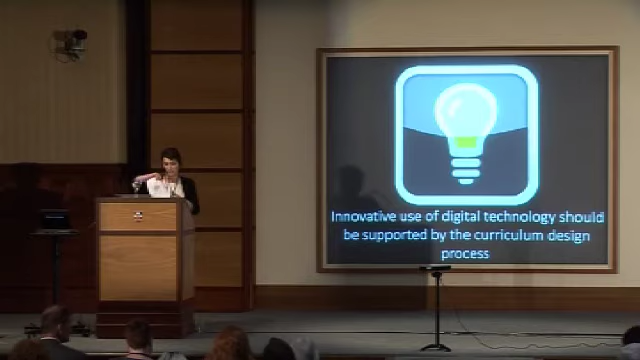 Innovative use of digital technology should
be supported by the curriculum design
process